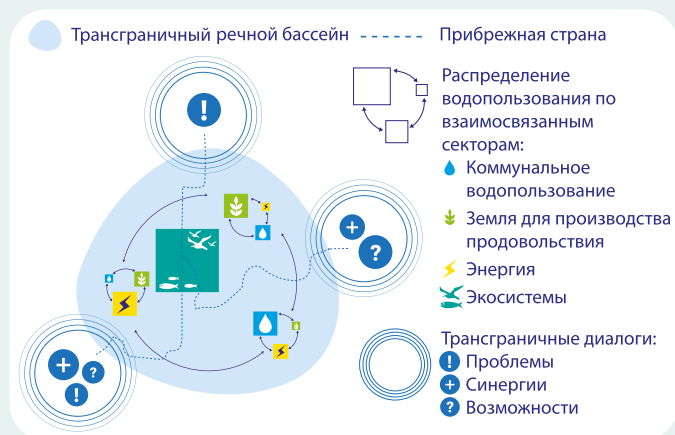 Трансграничный речной бассейн
Прибрежная страна
Распределение
водопользования по
взаимосвязанным
секторам:
Коммунальное
водопользование
Земля для производства
продовольствия
Энергия
Экосистемы
Трансграничные диалоги:
! Проблемы
+ Синергии
? Возможности
!
+
?
+
?
!